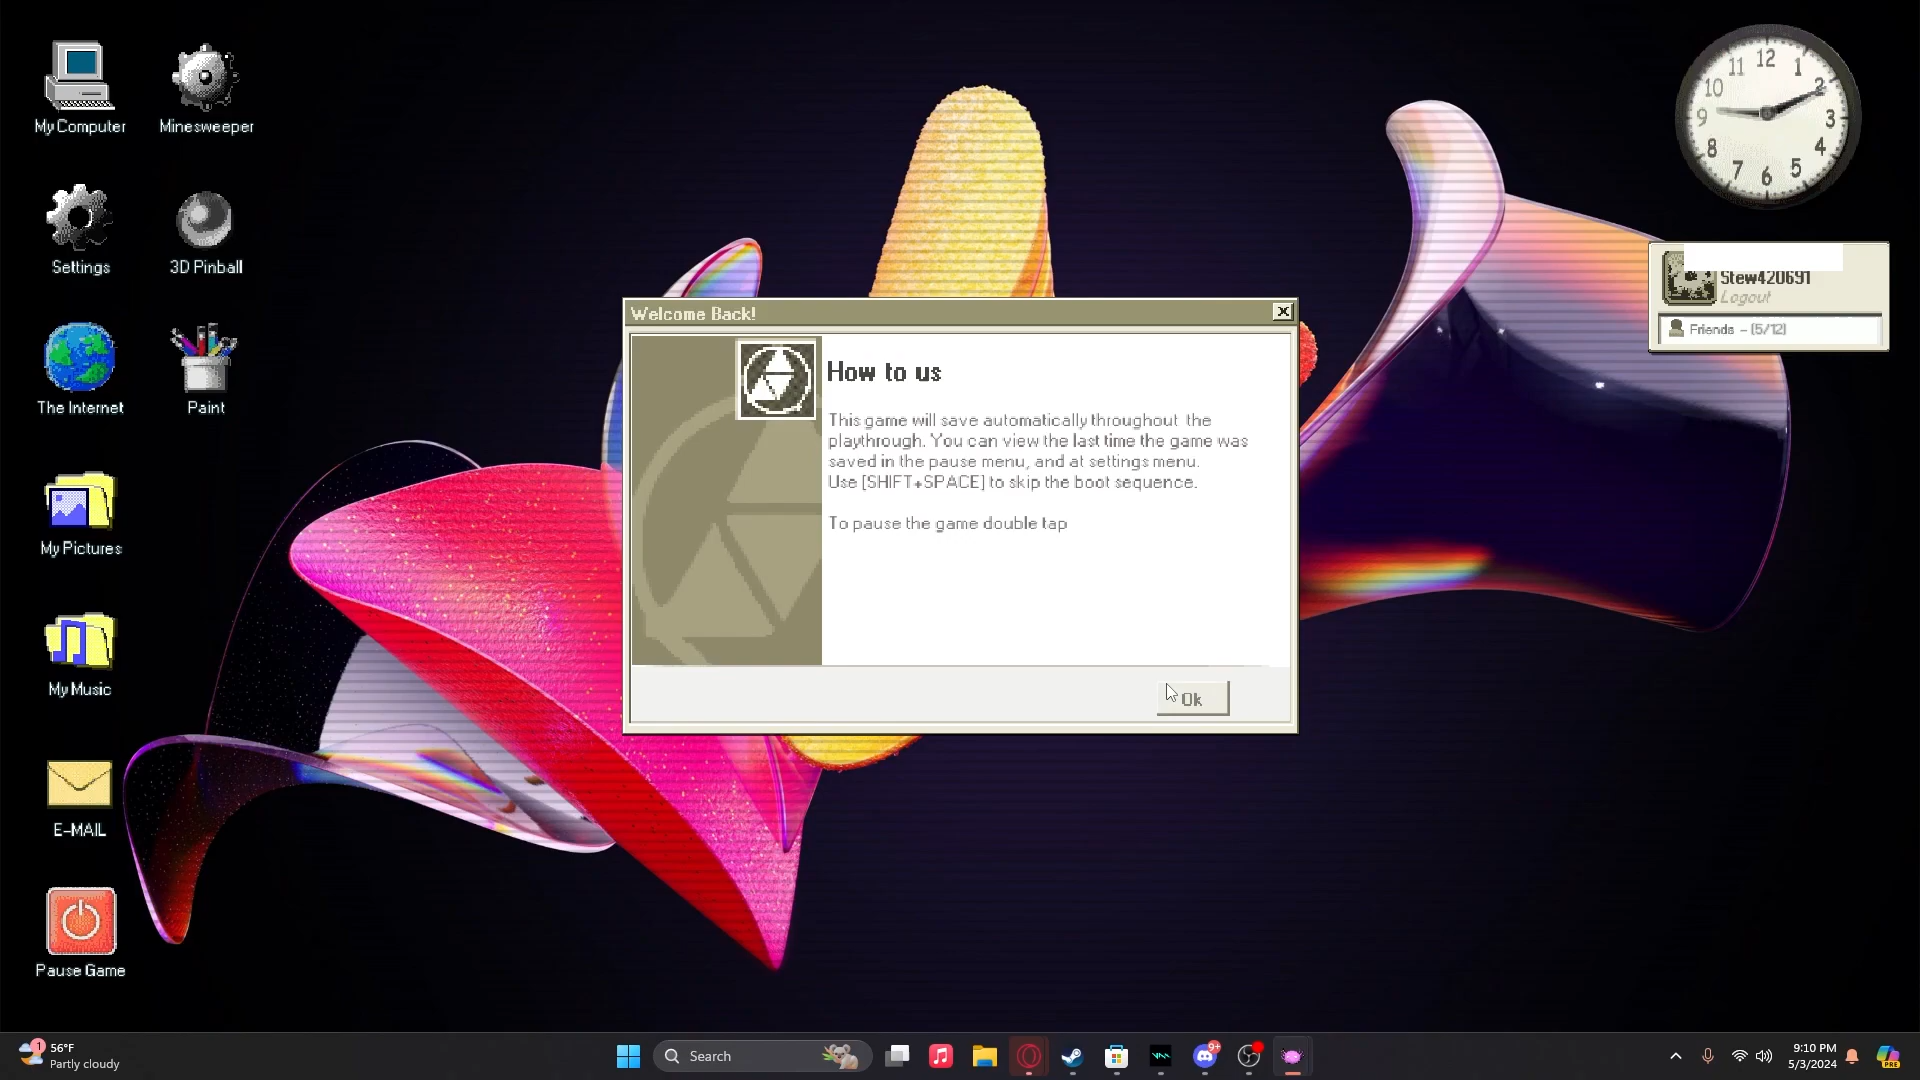 My Computer
Minesweeper
Settings
3D Pinball
The Internet
Paint
My Pictures
My Music
E-MAIL
Pause Game
12
1
2
3
4
5
6
7
8
9
10
11
Stew420691
Logout
Friends - (5/12)
Welcome Back!
How to us
This game will save automatically throughout the
playthrough. You can view the last time the game was
saved in the pause menu, and at settings menu.
Use [SHIFT+SPACE] to skip the boot sequence.
To pause the game double tap
Ok
1
56°F
Partly cloudy
Search
9+
9:10 PM
5/3/2024
PRE